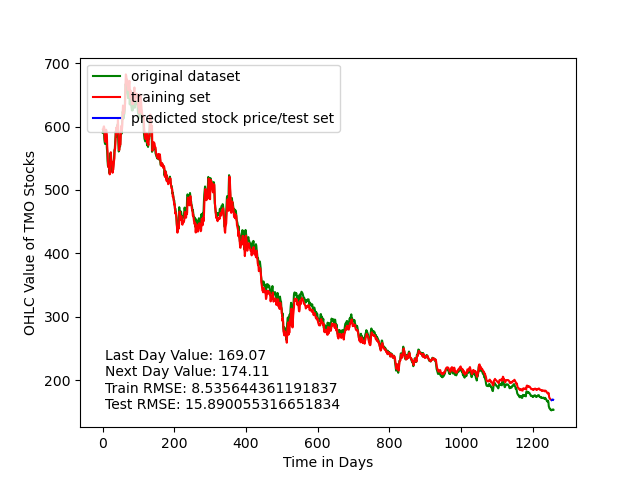 700
600
500
400
300
200
OHLC Value of TMO Stocks
original dataset
training set
predicted stock price/test set
Last Day Value: 169.07
Next Day Value: 174.11
Train RMSE: 8.535644361191837
Test RMSE: 15.890055316651834
0 200 400 600 800 1000 1200
Time in Days